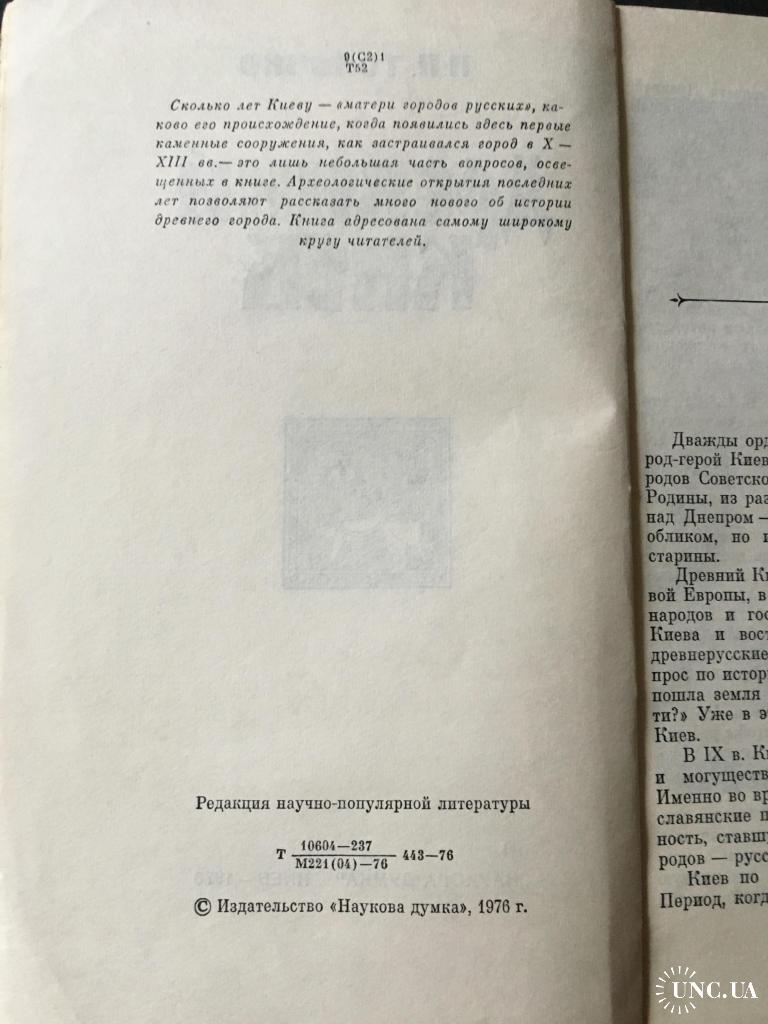 9(С2)1
Т52
Сколько лет Киеву — «матери городов русских», ка-
ково его происхождение, когда появились здесь первые
каменные сооружения, как застраивался город в X —
XIII вв.— это лишь небольшая часть вопросов, осве-
щенных в книге. Археологические открытия последних
лет позволяют рассказать много нового об истории
древнего города. Книга адресована самому широкому
кругу читателей.
Редакция научно-популярной литературы
Т 10604—237
М221(04)—76 443—76
© Издательство «Наукова думка», 1976 г.
Дважды орд
род-герой Киев
родов Советско
Родины, из раз
над Днепром —
обликом, но и
старины.
Древний Ки
вой Европы, в
народов и гос
Киева и вост
древнерусские
прос по истори
пошла земля
ти?» Уже в э
Киев.
В IX в. Ки
и могуществ
Именно во вр
славянские п
ность, ставш
родов — русс
Киев по
Период, когд
UNC.UA